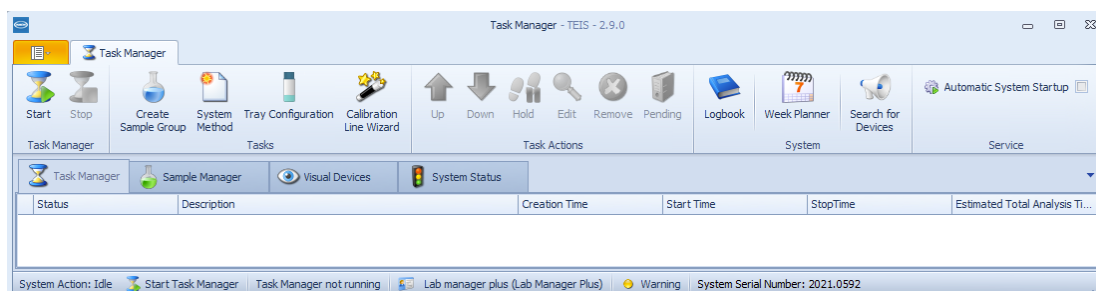 Task Manager - TEIS - 2.9.0
Task Manager
Start
Stop
Create
Sample Group
System
Method
Tray Configuration
Calibration
Line Wizard
Up
Down
Hold
Edit
Remove
Pending
Logbook
Week Planner
7
Search for
Devices
Automatic System Startup
Task Manager
Tasks
Task Actions
System
Service
Task Manager
Sample Manager
Visual Devices
System Status
Status
Description
Creation Time
Start Time
StopTime
Estimated Total Analysis Ti...
System Action: Idle
Start Task Manager
Task Manager not running
Lab manager plus (Lab Manager Plus)
Warning
System Serial Number: 2021.0592